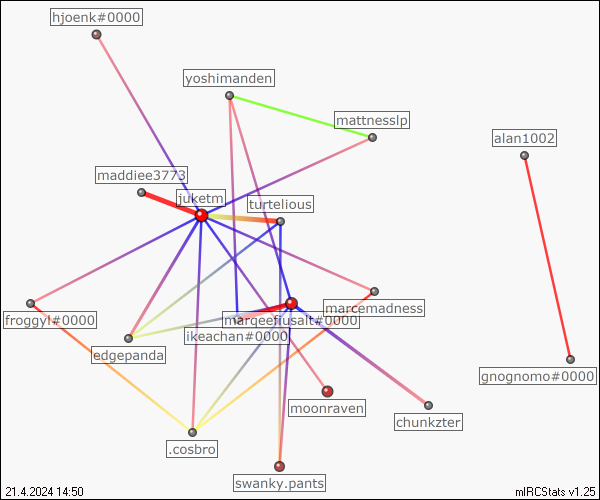 hjoenk#0000
yoshimanden
mattnesslp
alan1002
maddiee3773
juketm
turtelious
marcemadness
froggyl#0000
marqeefiusalt#0000
ikeachan#0000
edgepanda
gnognomo#0000
moonraven
chunkzter
.cosbro
swanky.pants
21.4.2024 14:50
mIRCStats v1.25